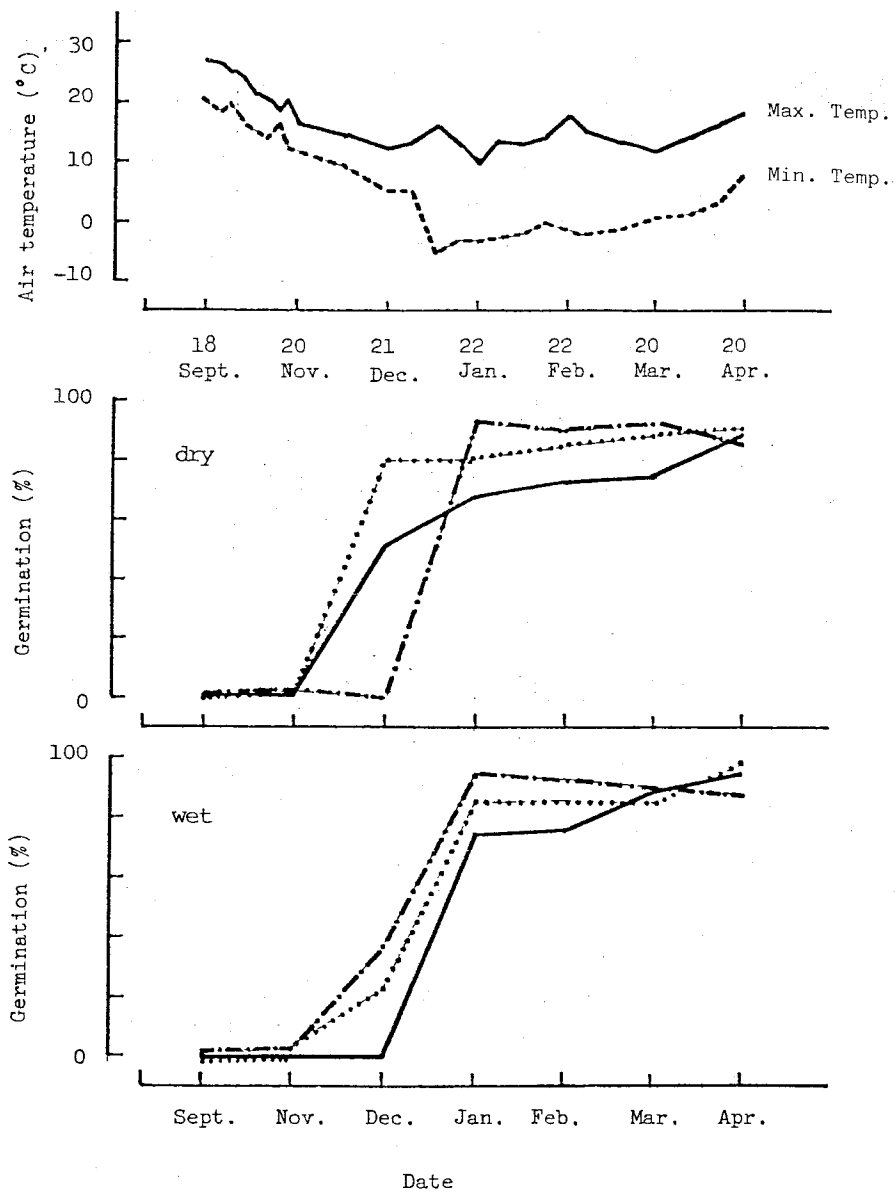 Air temperature (°C)
30
20
10
0
-10
Max. Temp.
Min. Temp.
18 20 21 22 22 20 20
Sept. Nov. Dec. Jan. Feb. Mar. Apr.
Germination (%)
100
0
dry
Germination (%)
100
0
wet
Sept. Nov. Dec. Jan. Feb. Mar. Apr.
Date